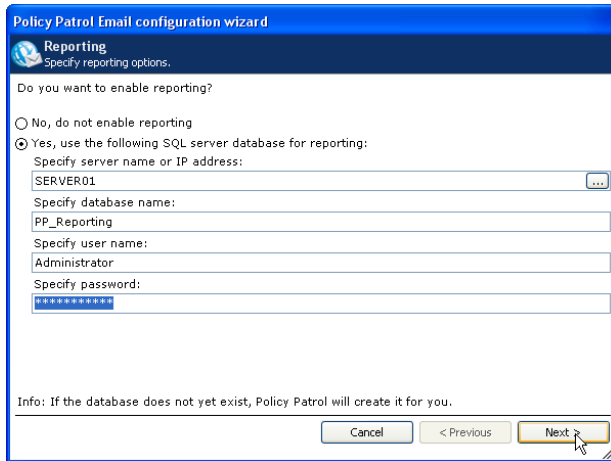 Policy Patrol Email configuration wizard
Reporting
Specify reporting options.
Do you want to enable reporting?
No, do not enable reporting
Yes, use the following SQL server database for reporting:
Specify server name or IP address:
SERVER01
...
Specify database name:
PP_Reporting
Specify user name:
Administrator
Specify password:
***********
Info: If the database does not yet exist, Policy Patrol will create it for you.
Cancel
< Previous
Next >